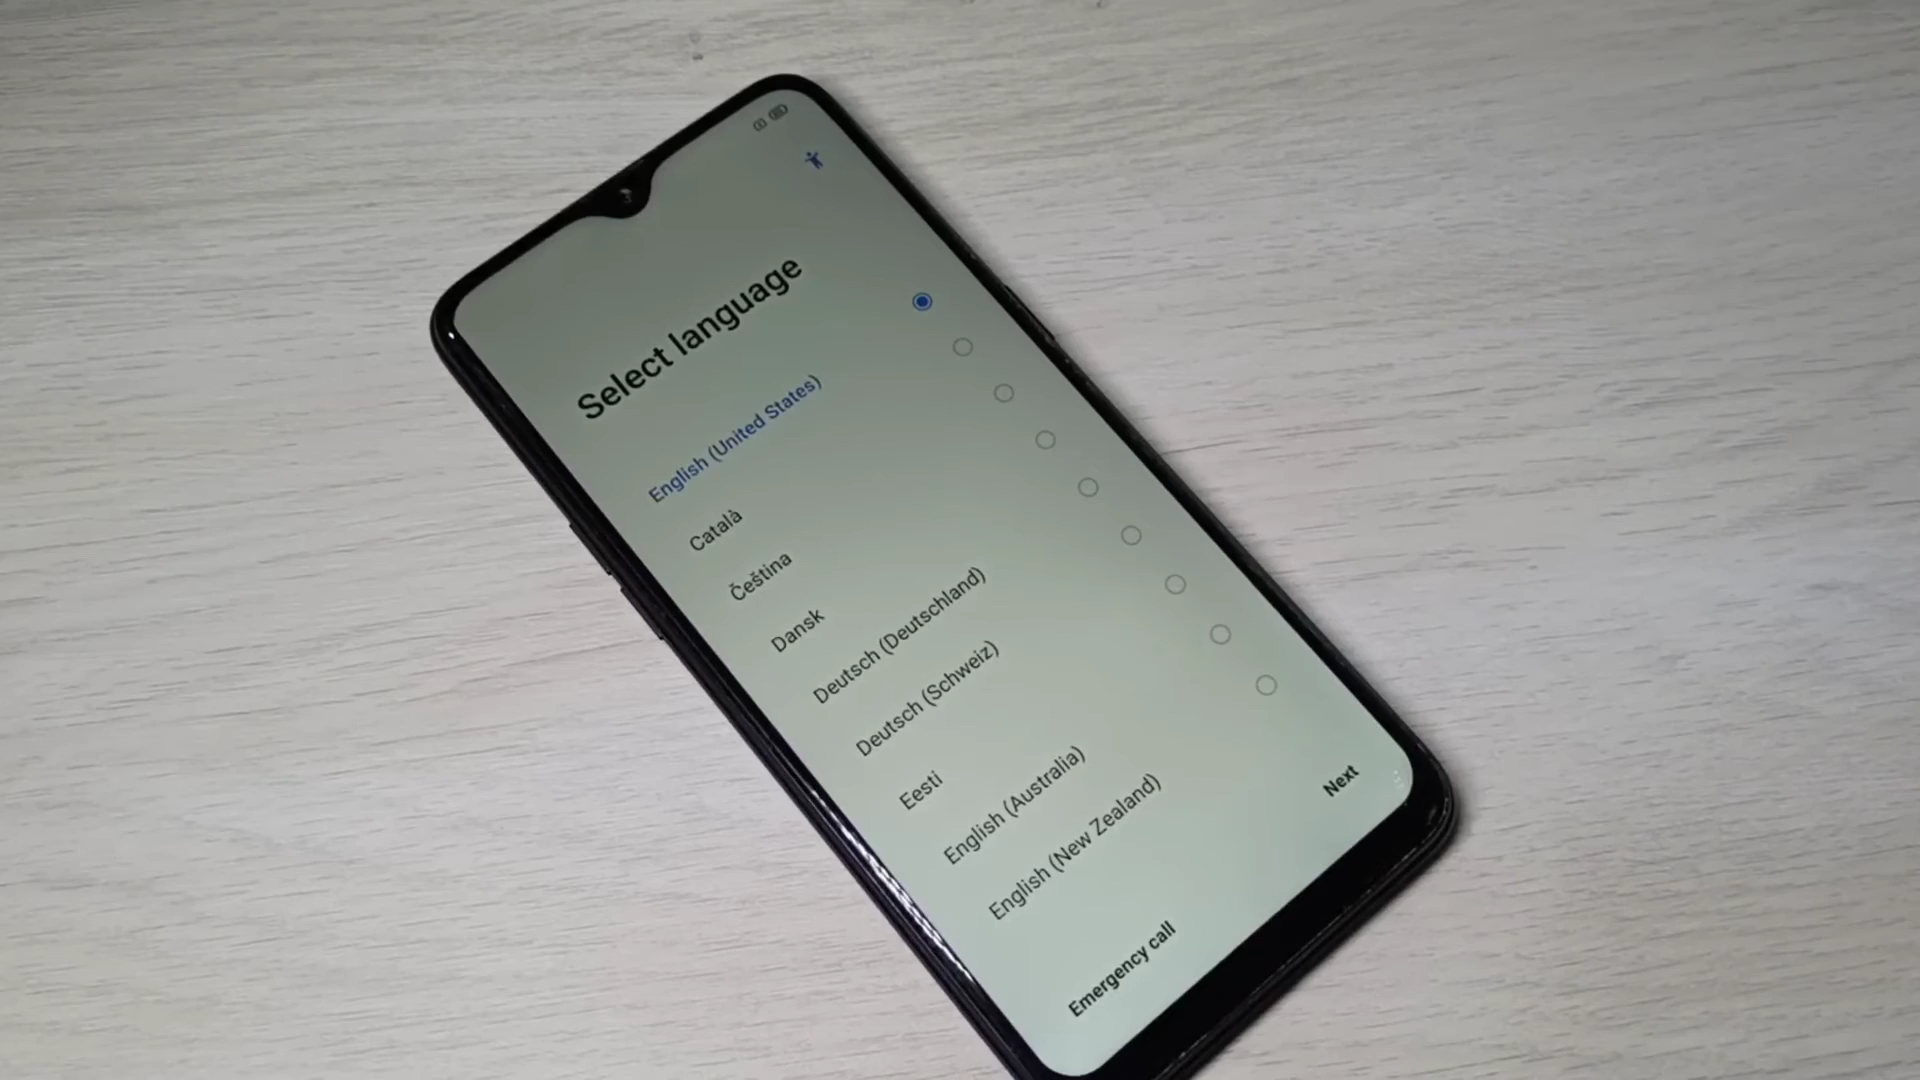 Select language
English (United States)
Català
Čeština
Dansk
Deutsch (Deutschland)
Deutsch (Schweiz)
Eesti
English (Australia)
English (New Zealand)
Emergency call
Next